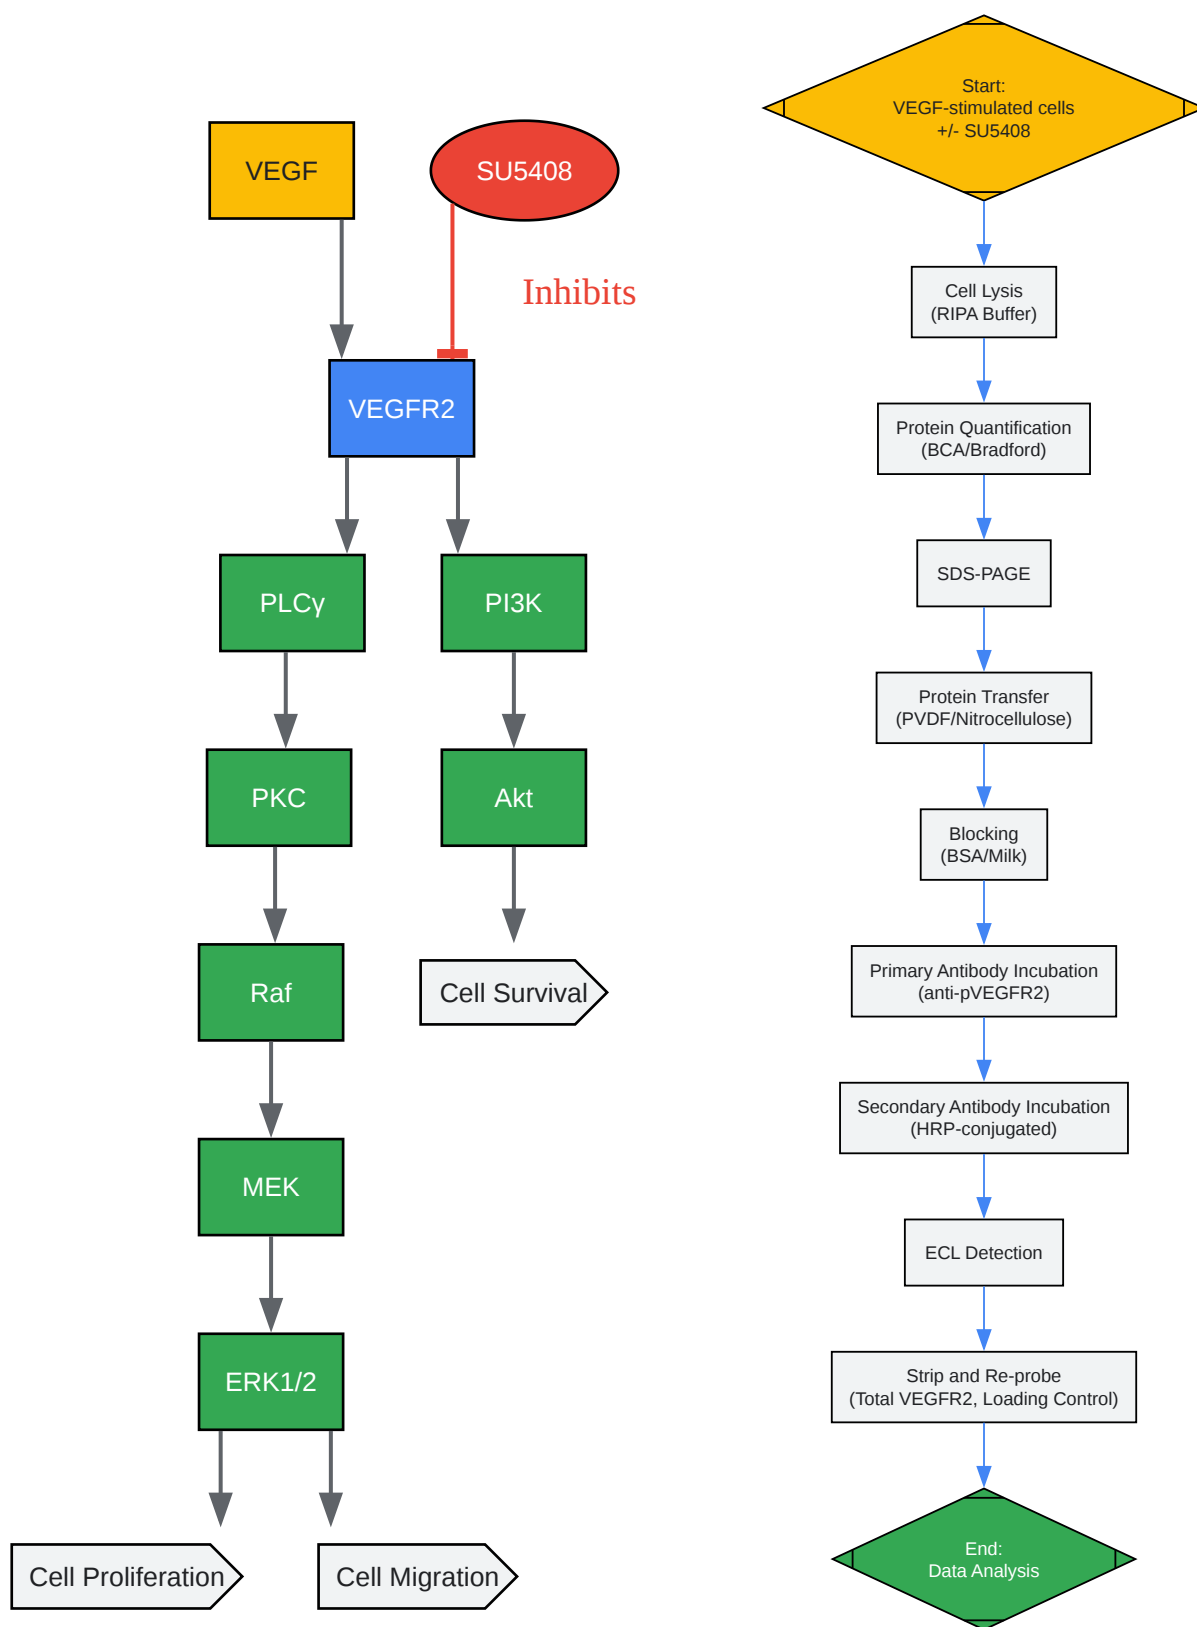 VEGF
SU5408
Inhibits
VEGFR2
PLCγ
PI3K
PKC
Akt
Raf
Cell Survival
MEK
ERK1/2
Cell Proliferation
Cell Migration
Start:
VEGF-stimulated cells
+/- SU5408
Cell Lysis
(RIPA Buffer)
Protein Quantification
(BCA/Bradford)
SDS-PAGE
Protein Transfer
(PVDF/Nitrocellulose)
Blocking
(BSA/Milk)
Primary Antibody Incubation
(anti-pVEGFR2)
Secondary Antibody Incubation
(HRP-conjugated)
ECL Detection
Strip and Re-probe
(Total VEGFR2, Loading Control)
End:
Data Analysis